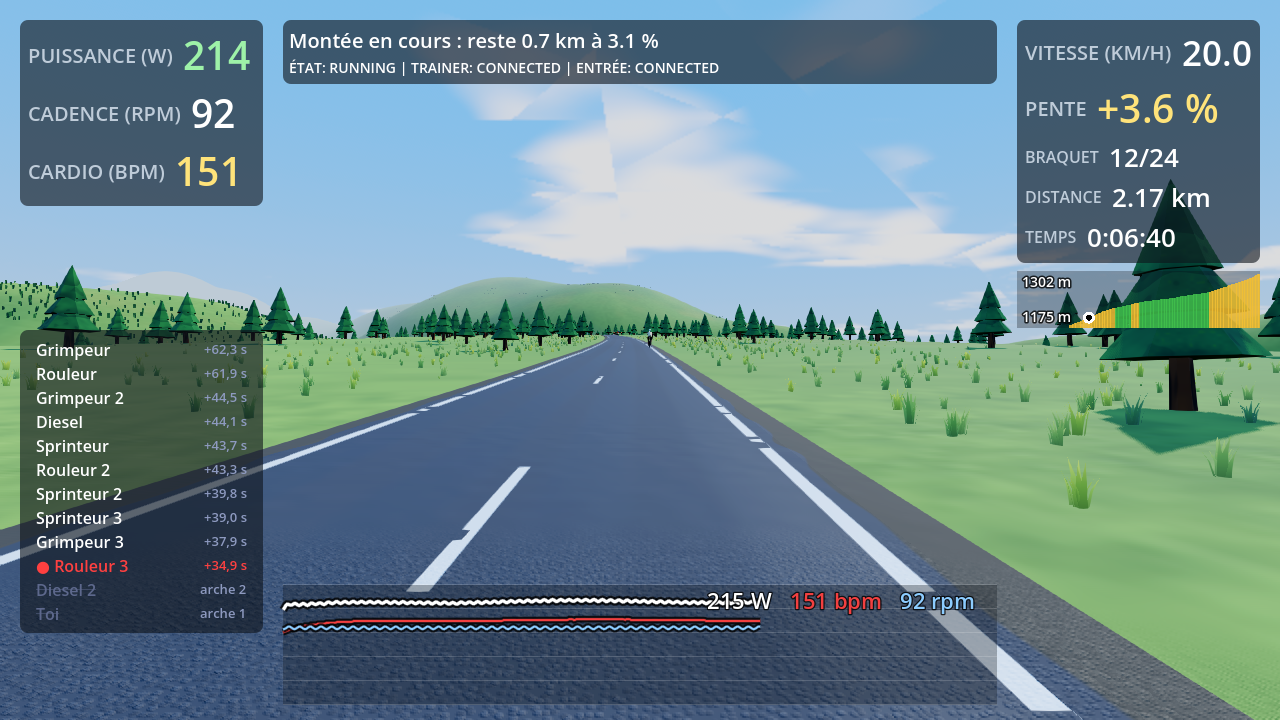 PUISSANCE (W) 214
CADENCE (RPM) 92
CARDIO (BPM) 151
Montée en cours : reste 0.7 km à 3.1 %
ÉTAT: RUNNING | TRAINER: CONNECTED | ENTRÉE: CONNECTED
VITESSE (KM/H) 20.0
PENTE +3.6 %
BRAQUET 12/24
DISTANCE 2.17 km
TEMPS 0:06:40
1302 m
1175 m
Grimpeur +62,3 s
Rouleur +61,9 s
Grimpeur 2 +44,5 s
Diesel +44,1 s
Sprinteur +43,7 s
Rouleur 2 +43,3 s
Sprinteur 2 +39,8 s
Sprinteur 3 +39,0 s
Grimpeur 3 +37,9 s
Rouleur 3 +34,9 s
Diesel 2 arche 2
Toi arche 1
215 W 151 bpm 92 rpm